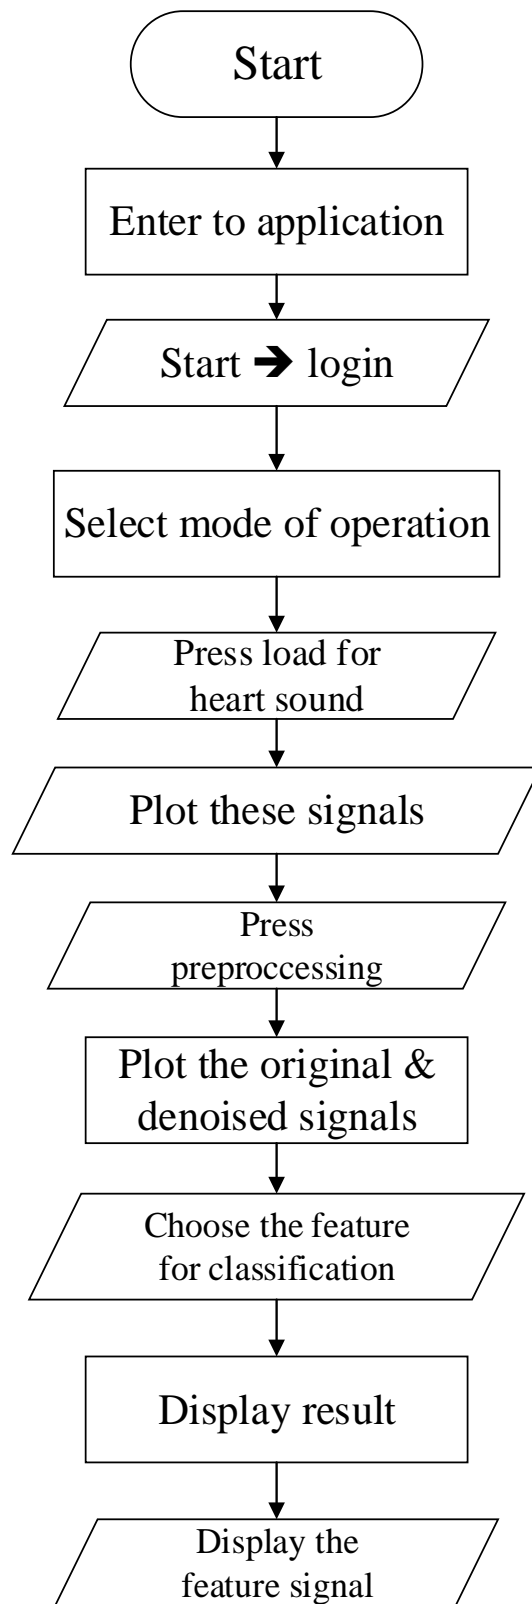 Start
Enter to application
Start ➔ login
Select mode of operation
Press load for
heart sound
Plot these signals
Press
preproccessing
Plot the original &
denoised signals
Choose the feature
for classification
Display result
Display the
feature signal